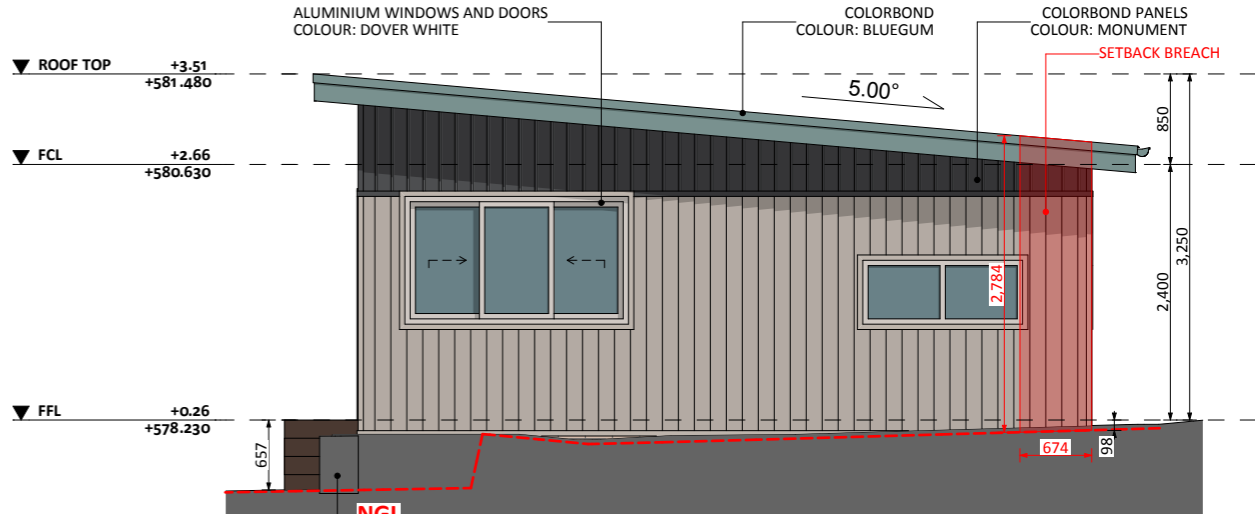 ALUMINIUM WINDOWS AND DOORS
COLOUR: DOVER WHITE
COLORBOND
COLOUR: BLUEGUM
COLORBOND PANELS
COLOUR: MONUMENT
SETBACK BREACH
ROOF TOP +3.51
+581.480
5.00°
850
FCL +2.66
+580.630
3,250
2,400
2,784
FFL +0.26
+578.230
657
674
98
NGL